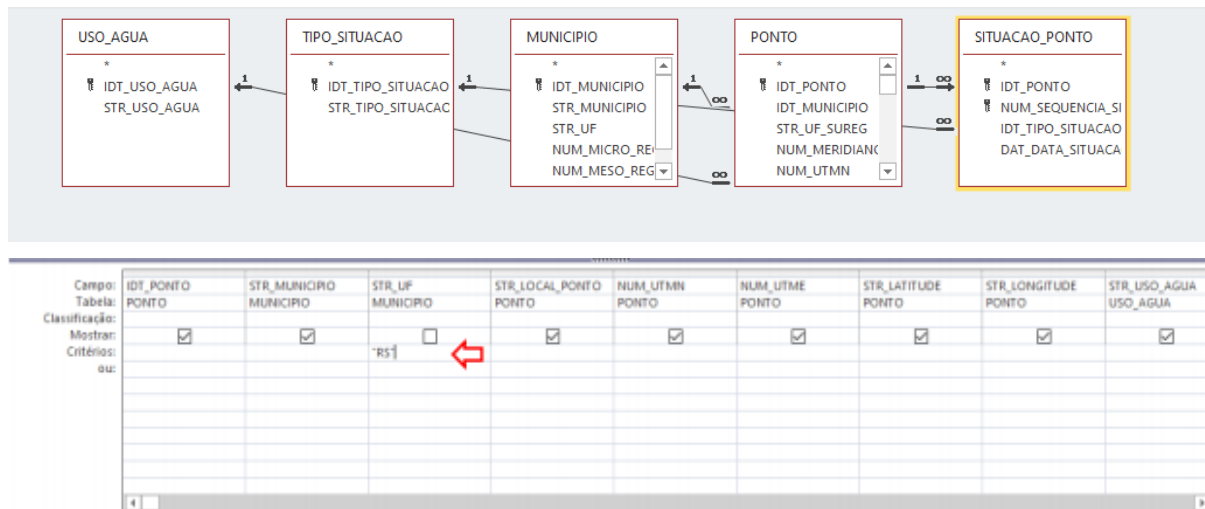 USO_AGUA
*
IDT_USO_AGUA
STR_USO_AGUA
TIPO_SITUACAO
*
IDT_TIPO_SITUACAO
STR_TIPO_SITUACAC
MUNICIPIO
*
IDT_MUNICIPIO
STR_MUNICIPIO
STR_UF
NUM_MICRO_RE
NUM_MESO_REG
PONTO
*
IDT_PONTO
IDT_MUNICIPIO
STR_UF_SUREG
NUM_MERIDIANC
NUM_UTMN
SITUACAO_PONTO
*
IDT_PONTO
NUM_SEQUENCIA_SI
IDT_TIPO_SITUACAO
DAT_DATA_SITUACA
1 1 1 ∞ 1 ∞
∞ ∞
Campo: IDT_PONTO STR_MUNICIPIO STR_UF STR_LOCAL_PONTO NUM_UTMN NUM_UTME STR_LATITUDE STR_LONGITUDE STR_USO_AGUA
Tabela: PONTO MUNICIPIO MUNICIPIO PONTO PONTO PONTO PONTO PONTO USO_AGUA
Classificação:
Mostrar:
Critérios: "RS"
ou: